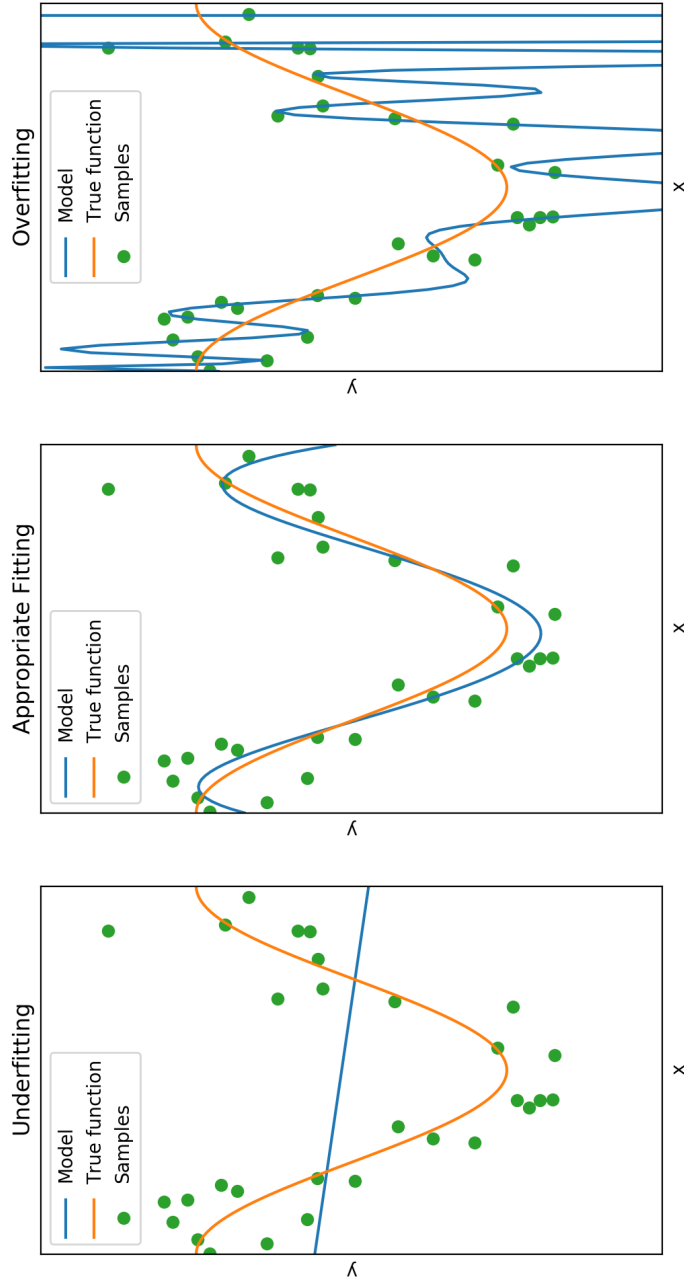 Underfitting
Model
True function
Samples
y
x
Appropriate Fitting
Model
True function
Samples
y
x
Overfitting
Model
True function
Samples
y
x